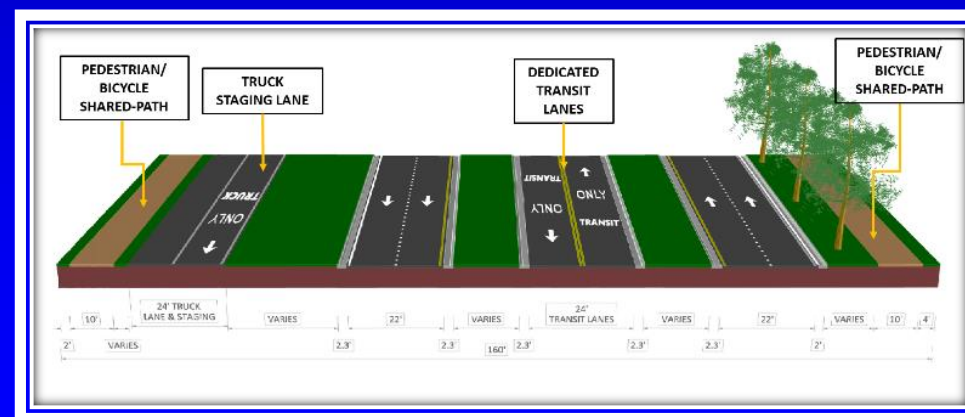 PEDESTRIAN/
BICYCLE
SHARED-PATH
TRUCK
STAGING LANE
DEDICATED
TRANSIT
LANES
PEDESTRIAN/
BICYCLE
SHARED-PATH
TRUCK
ONLY
TRANSIT
ONLY
ONLY
TRANSIT
10'
24' TRUCK
LANE & STAGING
VARIES
22'
VARIES
24'
TRANSIT LANES
VARIES
22'
VARIES
10'
4'
2'
VARIES
2.3'
2.3'
160'
2.3'
2.3'
2.3'
2'